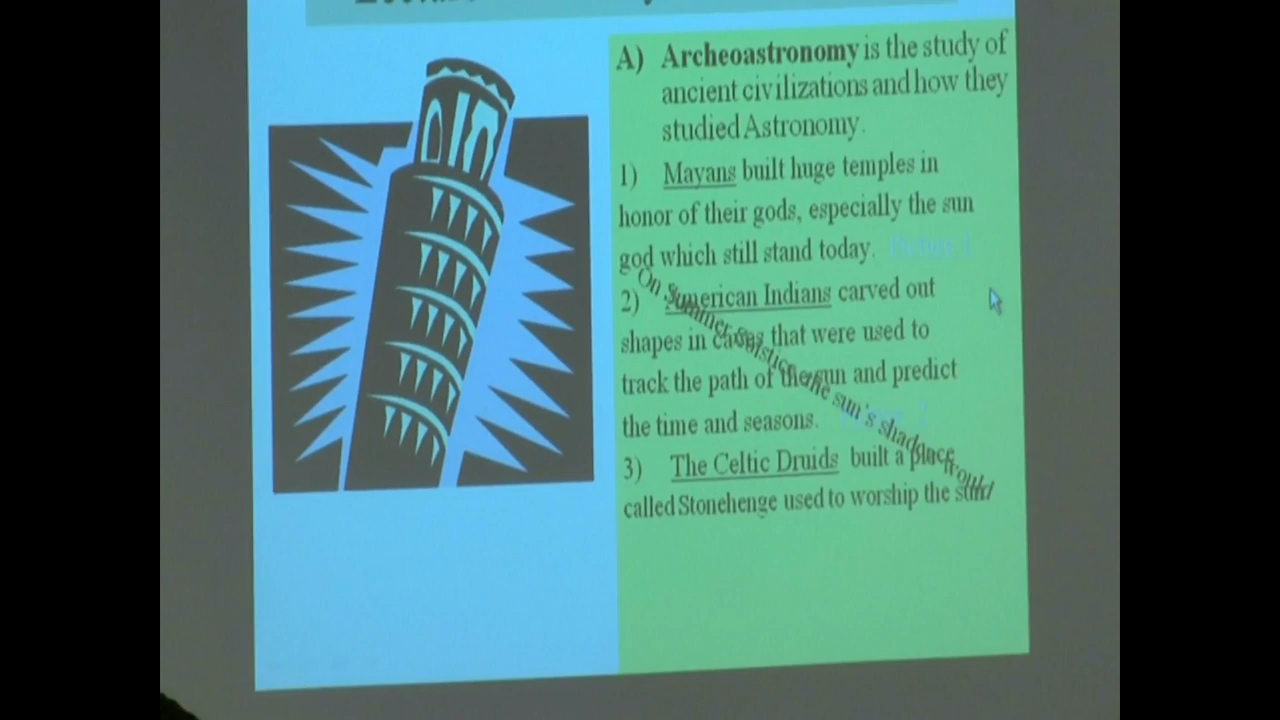 A) Archeoastronomy is the study of
ancient civilizations and how they
studied Astronomy.
1) Mayans built huge temples in
honor of their gods, especially the sun
god which still stand today. Picture 1
2) American Indians carved out
shapes in caves that were used to
track the path of the sun and predict
the time and seasons.
3) The Celtic Druids built a place
called Stonehenge used to worship the sun/
On Summer Solstice the sun's shadow would